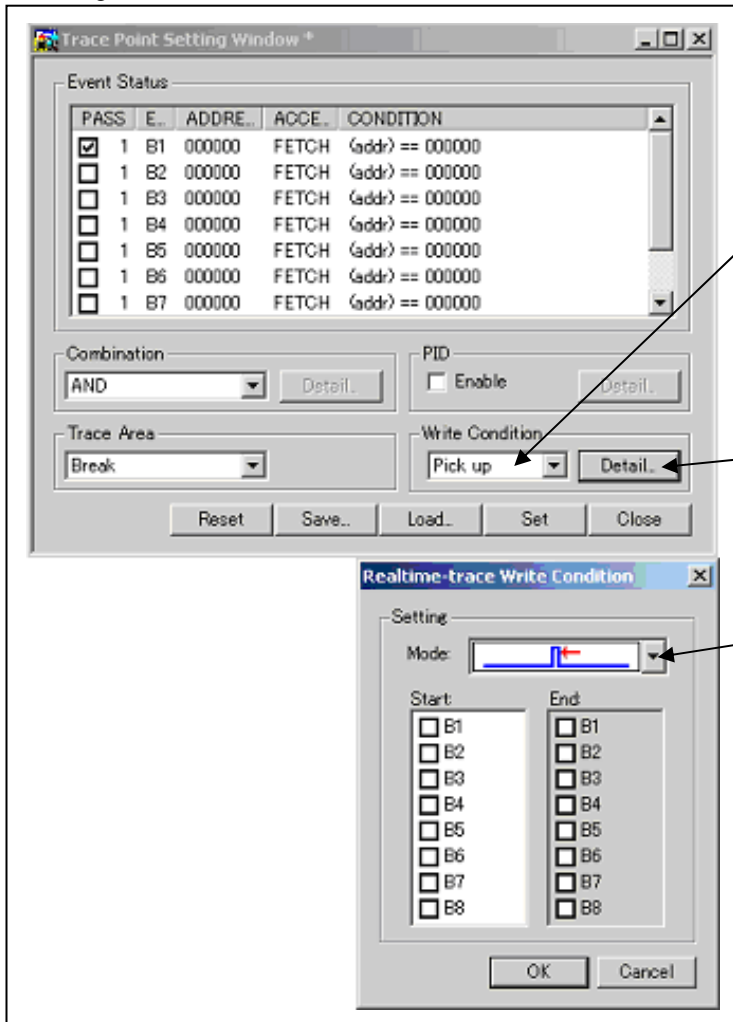 Trace Point Setting Window *
Event Status
PASS E.. ADDRE.. ACCE.. CONDITION
1 B1 000000 FETCH (addr) == 000000
1 B2 000000 FETCH (addr) == 000000
1 B3 000000 FETCH (addr) == 000000
1 B4 000000 FETCH (addr) == 000000
1 B5 000000 FETCH (addr) == 000000
1 B6 000000 FETCH (addr) == 000000
1 B7 000000 FETCH (addr) == 000000
Combination
PID
AND
Detail..
Enable
Detail..
Trace Area
Write Condition
Break
Pick up
Detail..
Reset Save.. Load.. Set Close
Realtime-trace Write Condition
Setting
Mode:
Start: End:
B1 B1
B2 B2
B3 B3
B4 B4
B5 B5
B6 B6
B7 B7
B8 B8
OK Cancel